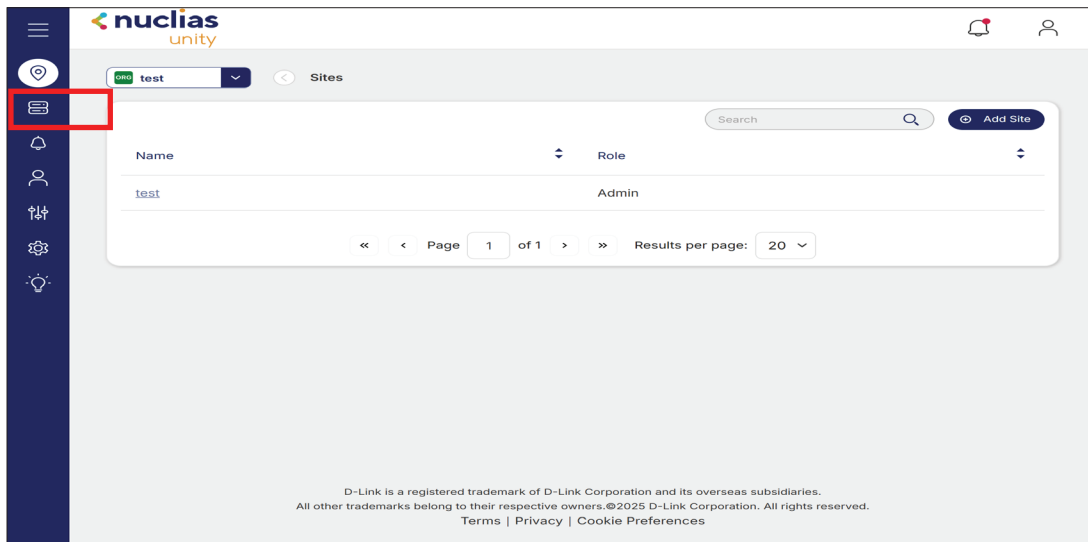 nuclias
unity
ORG test
Sites
Search
Add Site
Name Role
test Admin
Page 1 of 1 Results per page: 20
D-Link is a registered trademark of D-Link Corporation and its overseas subsidiaries.
All other trademarks belong to their respective owners.©2025 D-Link Corporation. All rights reserved.
Terms | Privacy | Cookie Preferences